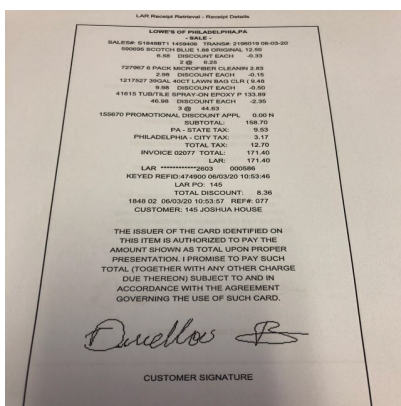 LAR Receipt Retrieval - Receipt Details
LOWE'S OF PHILADELPHIA,PA
- SALE -
SALES#: S1848BT1 1459406 TRANS#: 2196019 06-03-20
590695 SCOTCH BLUE 1.88 ORIGINAL 12.50
6.58 DISCOUNT EACH -0.33
2 @ 6.25
727967 6 PACK MICROFIBER CLEANIN 2.83
2.98 DISCOUNT EACH -0.15
1217527 39GAL 40CT LAWN BAG CLR ( 9.48
9.98 DISCOUNT EACH -0.50
41615 TUB/TILE SPRAY-ON EPOXY P 133.89
46.98 DISCOUNT EACH -2.35
3 @ 44.63
155670 PROMOTIONAL DISCOUNT APPL 0.00 N
SUBTOTAL: 158.70
PA - STATE TAX: 9.53
PHILADELPHIA - CITY TAX: 3.17
TOTAL TAX: 12.70
INVOICE 02077 TOTAL: 171.40
LAR: 171.40
LAR ************2603 000586
KEYED REFID:474900 06/03/20 10:53:46
LAR PO: 145
TOTAL DISCOUNT: 8.36
1848 02 06/03/20 10:53:57 REF#: 077
CUSTOMER: 145 JOSHUA HOUSE
THE ISSUER OF THE CARD IDENTIFIED ON
THIS ITEM IS AUTHORIZED TO PAY THE
AMOUNT SHOWN AS TOTAL UPON PROPER
PRESENTATION. I PROMISE TO PAY SUCH
TOTAL (TOGETHER WITH ANY OTHER CHARGE
DUE THEREON) SUBJECT TO AND IN
ACCORDANCE WITH THE AGREEMENT
GOVERNING THE USE OF SUCH CARD.
CUSTOMER SIGNATURE